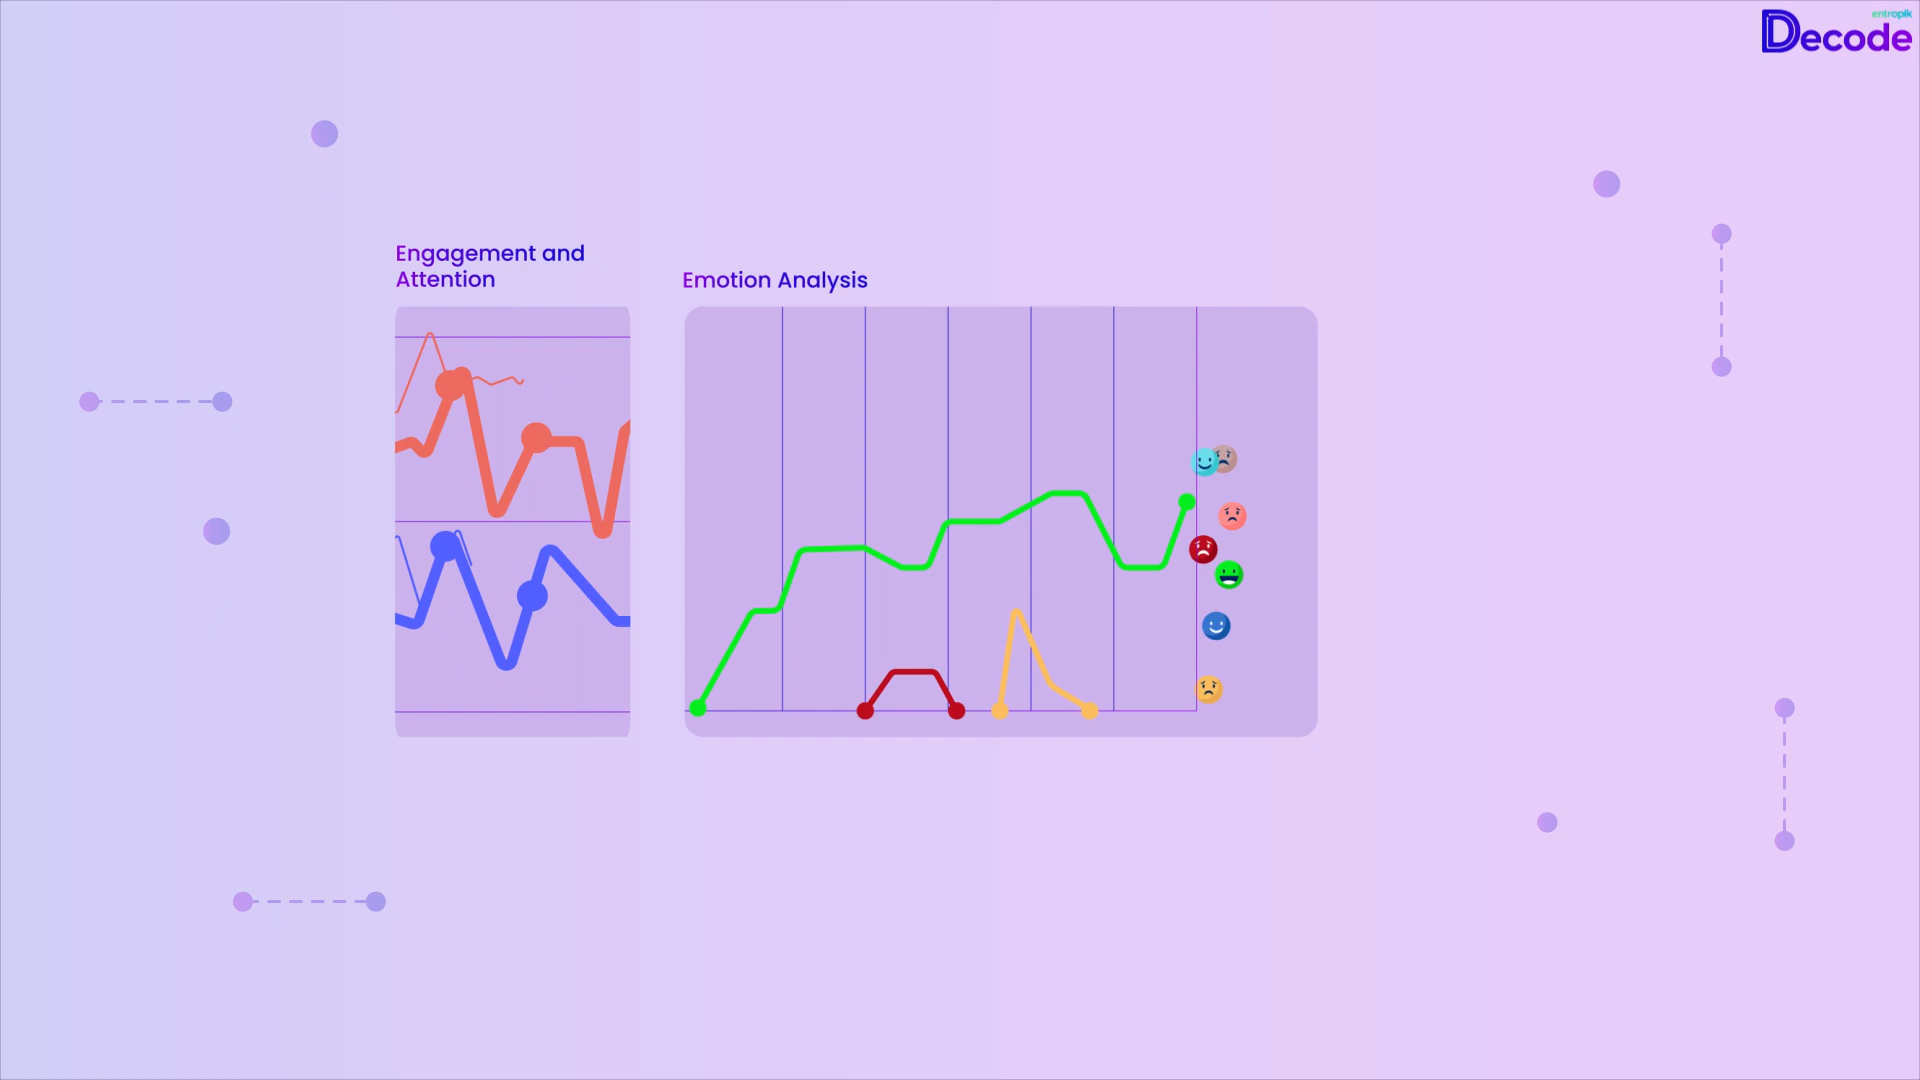 entropik
Decode
Engagement and
Attention
Emotion Analysis